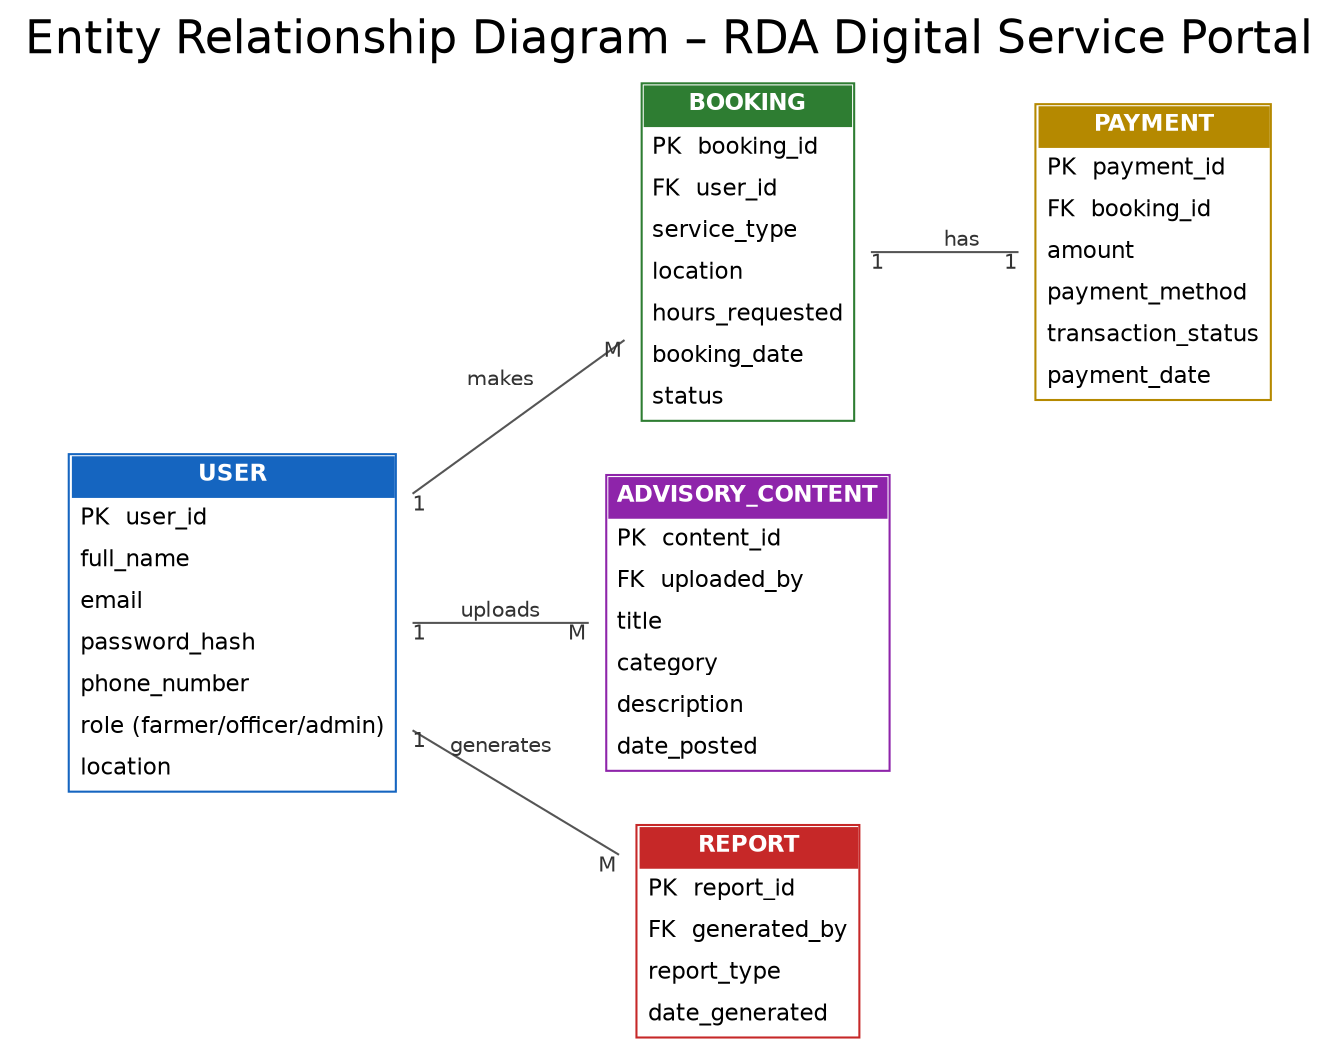 Entity Relationship Diagram – RDA Digital Service Portal
BOOKING
PK booking_id
FK user_id
service_type
location
hours_requested
booking_date
status
PAYMENT
PK payment_id
FK booking_id
amount
payment_method
transaction_status
payment_date
has
1
1
makes
M
1
USER
PK user_id
full_name
email
password_hash
phone_number
role (farmer/officer/admin)
location
uploads
1
M
ADVISORY_CONTENT
PK content_id
FK uploaded_by
title
category
description
date_posted
1
generates
M
REPORT
PK report_id
FK generated_by
report_type
date_generated